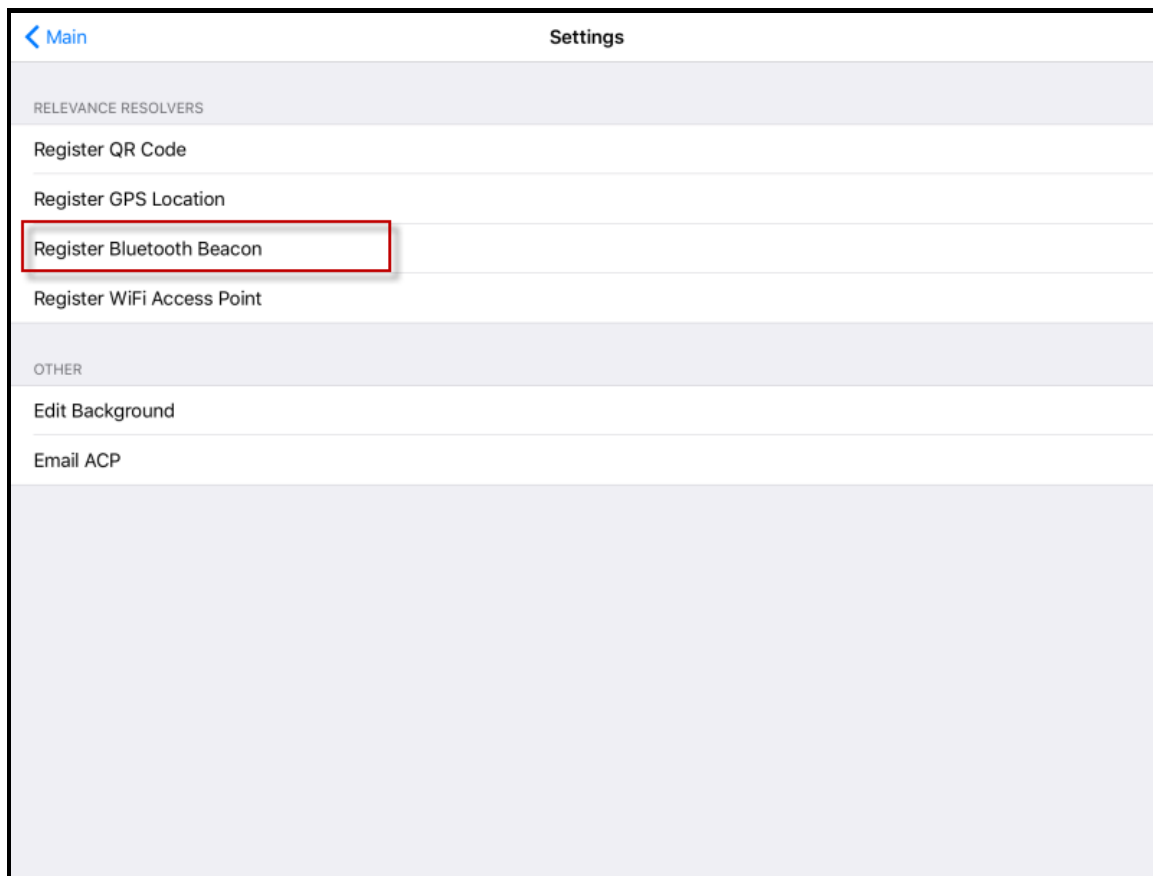 Main
Settings
RELEVANCE RESOLVERS
Register QR Code
Register GPS Location
Register Bluetooth Beacon
Register WiFi Access Point
OTHER
Edit Background
Email ACP